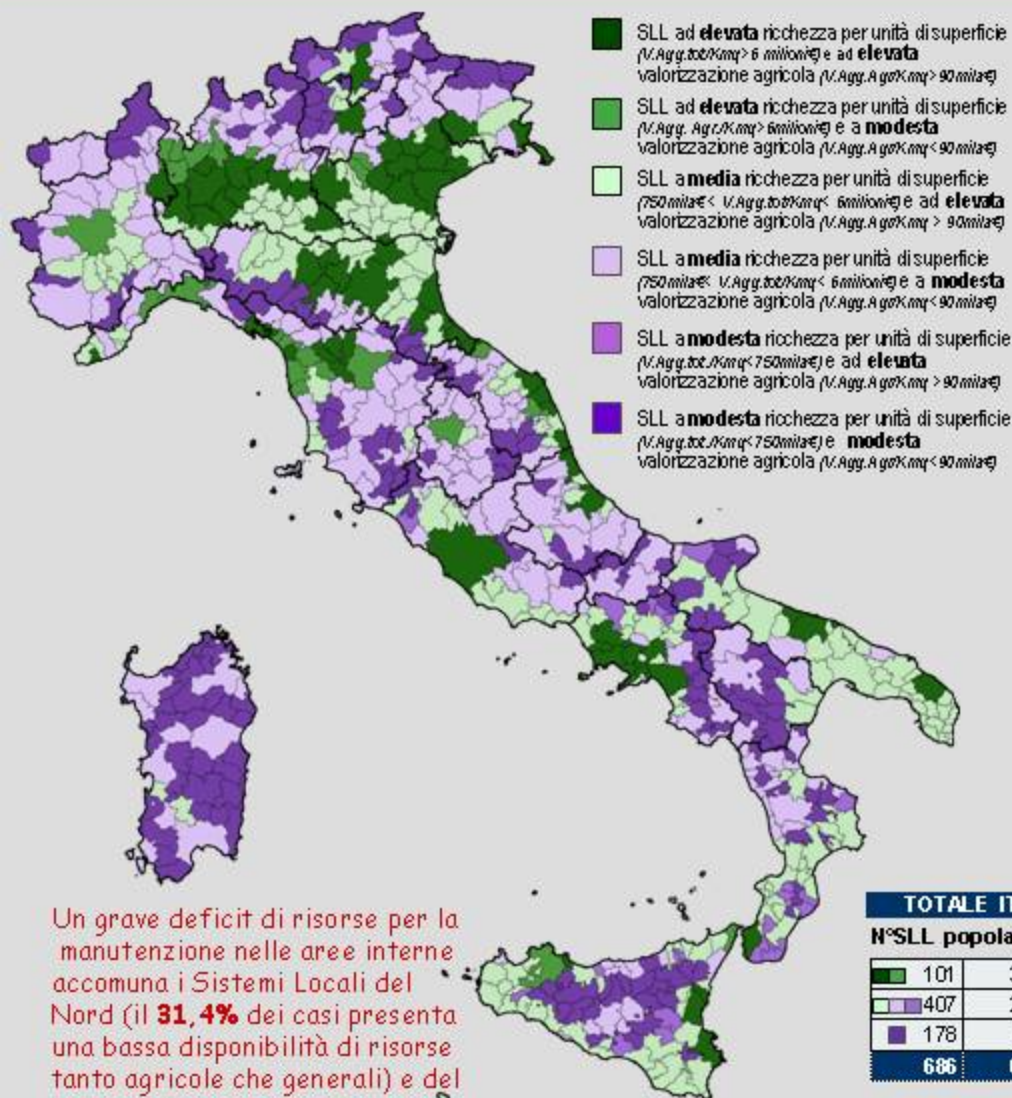 SLL ad elevata ricchezza per unità di superficie
(V.Agg.tot/Kmq> 6 milioni€) e ad elevata
valorizzazione agricola (V.Agg.Agr/Kmq> 90mila€)
SLL ad elevata ricchezza per unità di superficie
(V.Agg. Agr./Kmq> 6milioni€) e a modesta
valorizzazione agricola (V.Agg.Agr/Kmq< 90mila€)
SLL a media ricchezza per unità di superficie
(750mila€ < V.Agg.tot/Kmq< 6milioni€) e ad elevata
valorizzazione agricola (V.Agg.Agr/Kmq > 90mila€)
SLL a media ricchezza per unità di superficie
(750mila€< V.Agg.tot/Kmq < 6milioni€) e a modesta
valorizzazione agricola (V.Agg.Agr/Kmq< 90mila€)
SLL a modesta ricchezza per unità di superficie
(V.Agg.tot./Kmq<750mila€) e ad elevata
valorizzazione agricola (V.Agg.Agr/Kmq >90mila€)
SLL a modesta ricchezza per unità di superficie
(V.Agg.tot./Kmq<750mila€) e modesta
valorizzazione agricola (V.Agg.Agr/Kmq<90mila€)
Un grave deficit di risorse per la
manutenzione nelle aree interne
accomuna i Sistemi Locali del
Nord (il 31,4% dei casi presenta
una bassa disponibilità di risorse
tanto agricole che generali) e del
TOTALE IT
N°SLL popola
101
407
178
686